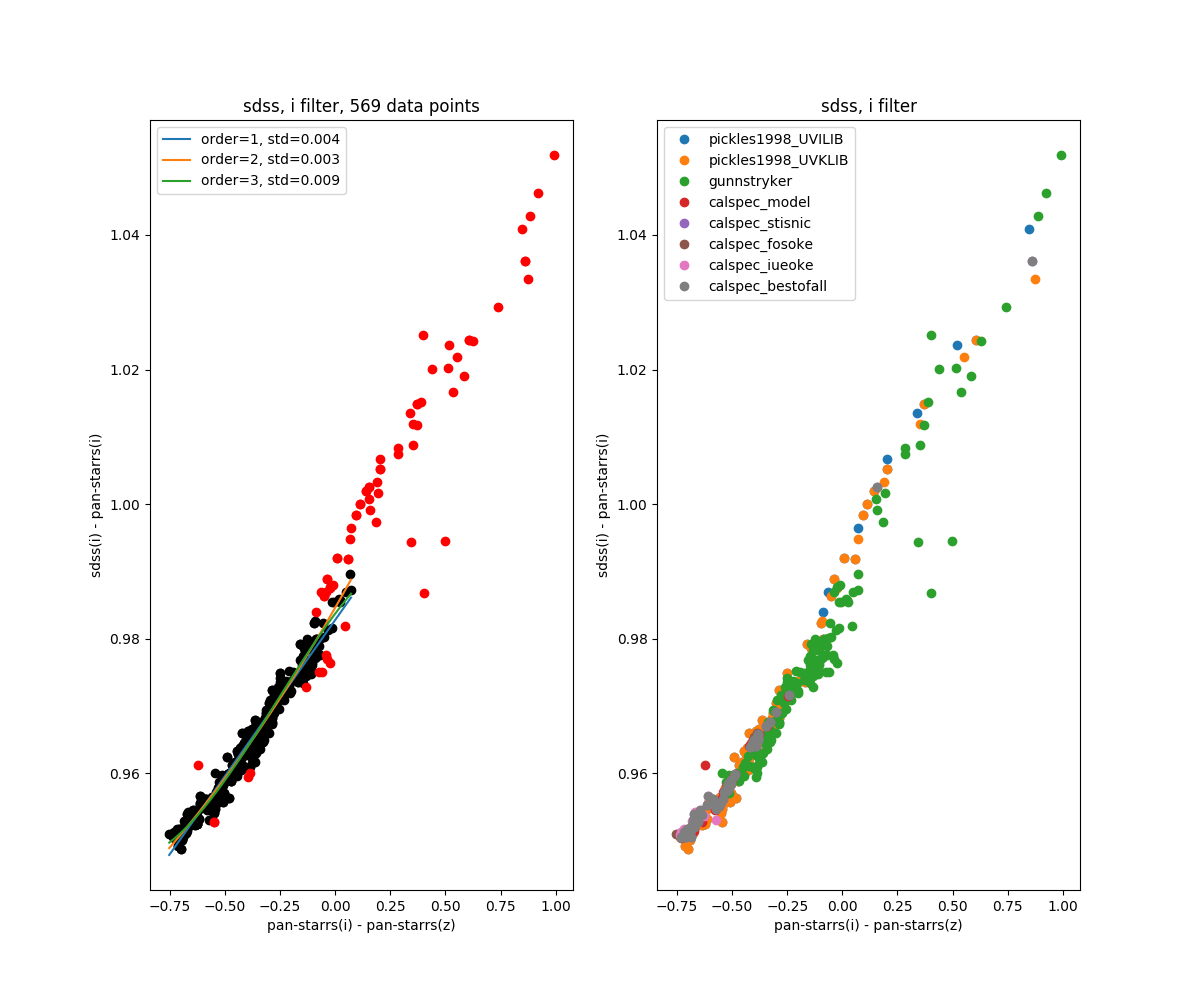 sdss, i filter, 569 data points
order=1, std=0.004
order=2, std=0.003
order=3, std=0.009
1.04
1.02
1.00
0.98
0.96
sdss(i) - pan-starrs(i)
−0.75 −0.50 −0.25 0.00 0.25 0.50 0.75 1.00
pan-starrs(i) - pan-starrs(z)
sdss, i filter
pickles1998_UVILIB
pickles1998_UVKLIB
gunnstryker
calspec_model
calspec_stisnic
calspec_fosoke
calspec_iueoke
calspec_bestofall
1.04
1.02
1.00
0.98
0.96
sdss(i) - pan-starrs(i)
−0.75 −0.50 −0.25 0.00 0.25 0.50 0.75 1.00
pan-starrs(i) - pan-starrs(z)